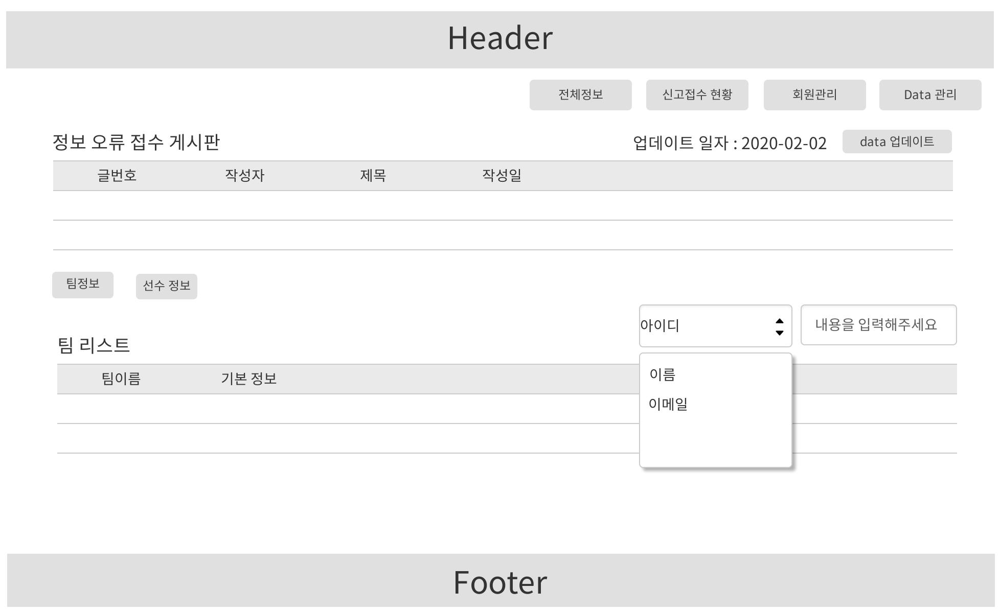 Header
전체정보 신고접수 현황 회원관리 Data 관리
정보 오류 접수 게시판 업데이트 일자 : 2020-02-02 data 업데이트
글번호 작성자 제목 작성일
팀정보 선수 정보
아이디 내용을 입력해주세요
팀 리스트
팀이름 기본 정보 이름
이메일
Footer